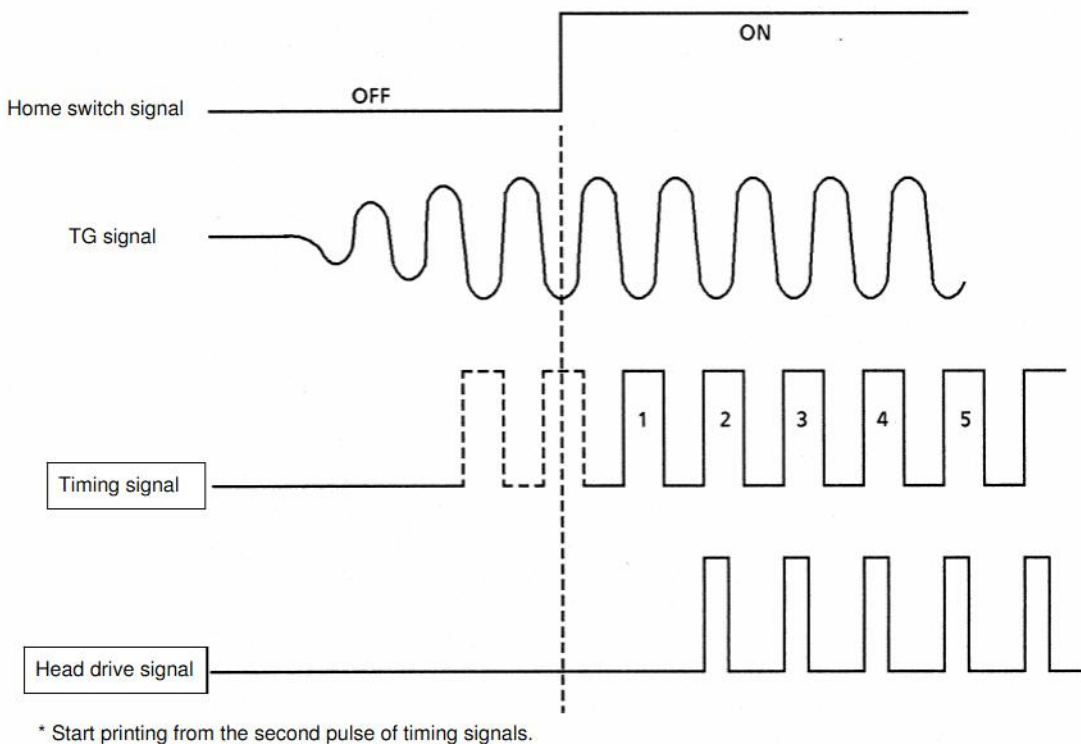 ON
OFF
Home switch signal
TG signal
1 2 3 4 5
Timing signal
Head drive signal
* Start printing from the second pulse of timing signals.